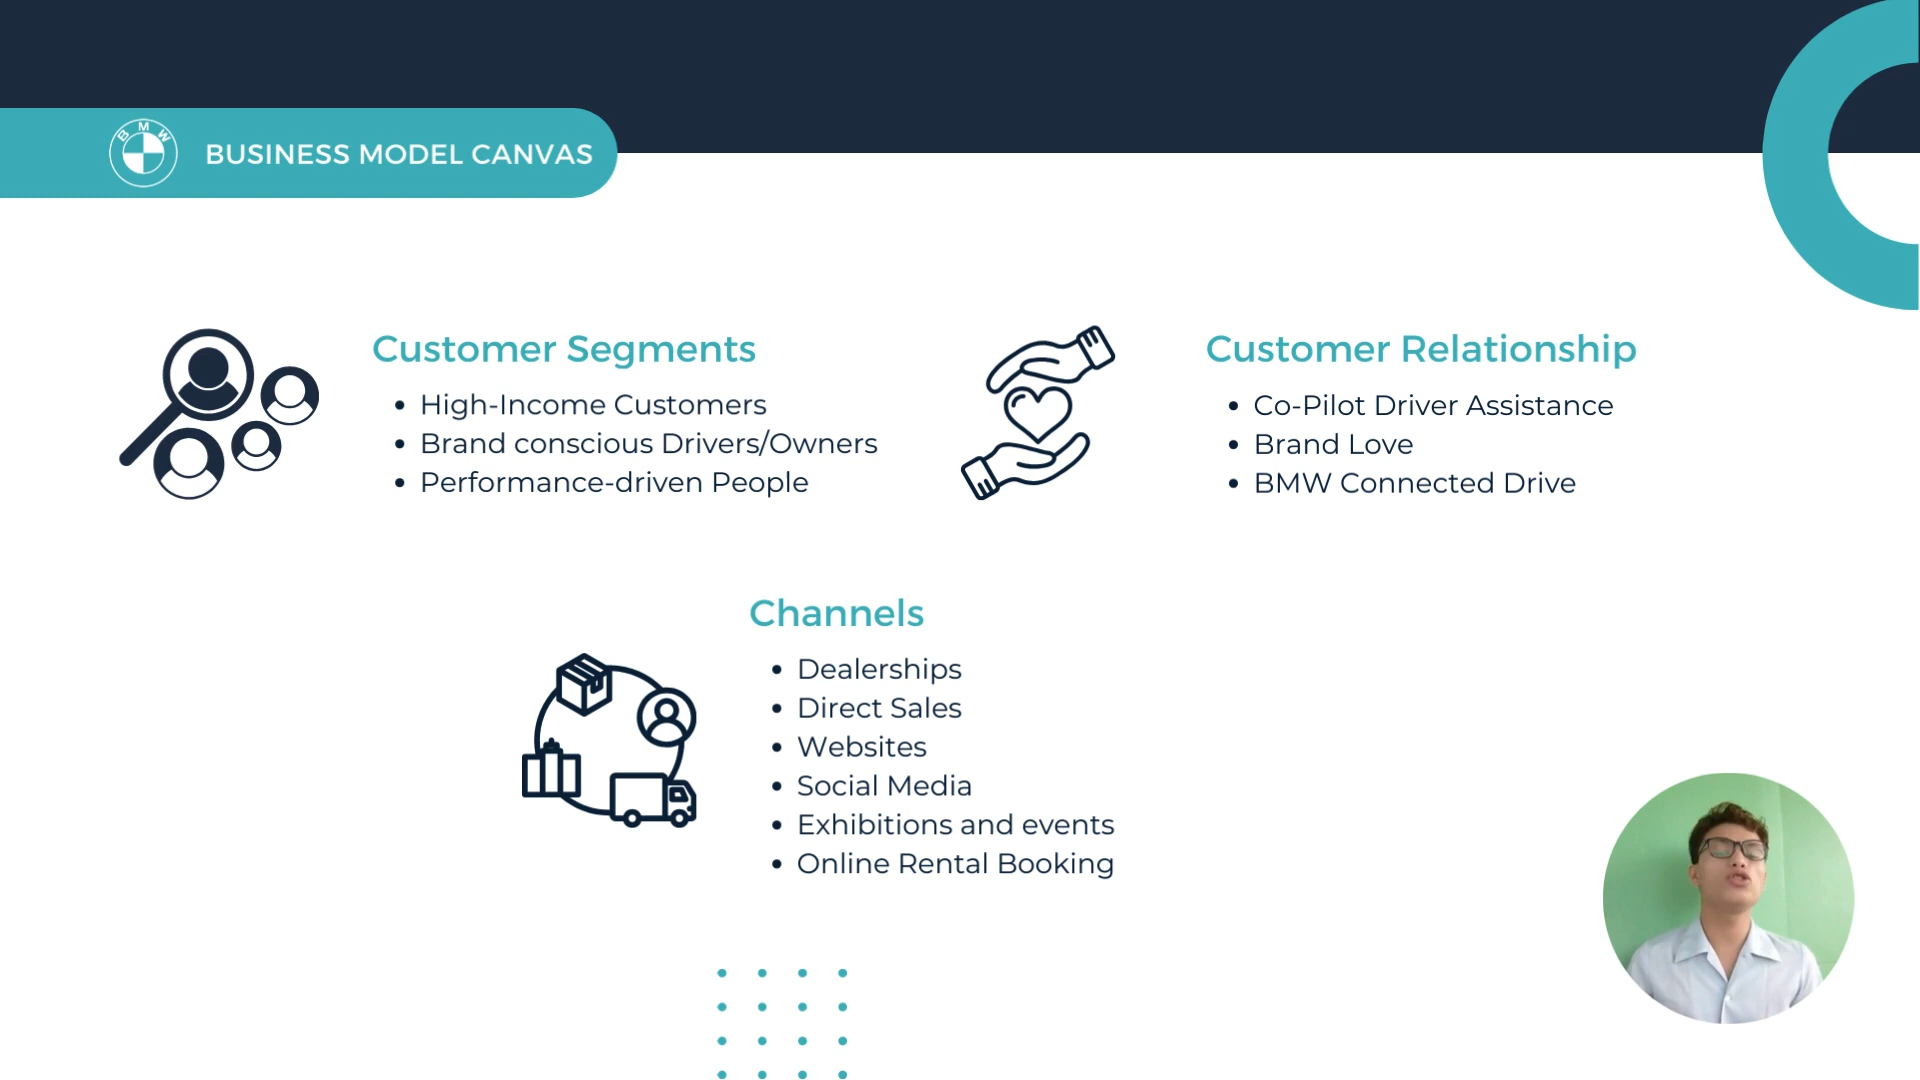 BMW
BUSINESS MODEL CANVAS
Customer Segments
• High-Income Customers
• Brand conscious Drivers/Owners
• Performance-driven People
Customer Relationship
• Co-Pilot Driver Assistance
• Brand Love
• BMW Connected Drive
Channels
• Dealerships
• Direct Sales
• Websites
• Social Media
• Exhibitions and events
• Online Rental Booking